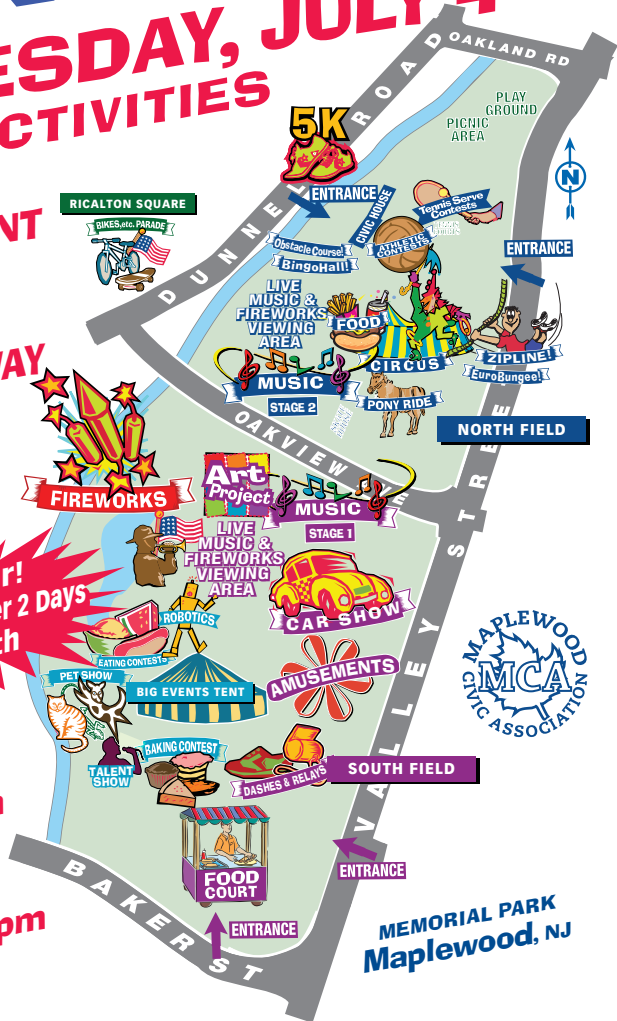 ESDAY, JULY 4
CTIVITIES
OAKLAND RD
PLAY
GROUND
PICNIC
AREA
5K
DUNNELL ROAD
N
NT
RICALTON SQUARE
BIKES, etc. PARADE
ENTRANCE
CIVIC HOUSE
Tennis Serve
Contests
ATHLETIC
CONTESTS
ENTRANCE
Obstacle Course!
BingoHall!
LIVE
MUSIC &
FIREWORKS
VIEWING
AREA
FOOD
CIRCUS
ZIPLINE!
EuroBungee!
MUSIC
STAGE 2
PONY RIDE
NORTH FIELD
WAY
OAKVIEW AVE
FIREWORKS
Art
Project
MUSIC
STAGE 1
LIVE
MUSIC &
FIREWORKS
VIEWING
AREA
VALLEY STREET
r!
er 2 Days
th
CAR SHOW
ROBOTICS
EATING CONTESTS
MAPLEWOOD
MCA
CIVIC ASSOCIATION
PET SHOW
BIG EVENTS TENT
AMUSEMENTS
BAKING CONTEST
TALENT
SHOW
DASHES & RELAYS
SOUTH FIELD
FOOD
COURT
ENTRANCE
ENTRANCE
BAKER ST
pm
MEMORIAL PARK
Maplewood, NJ